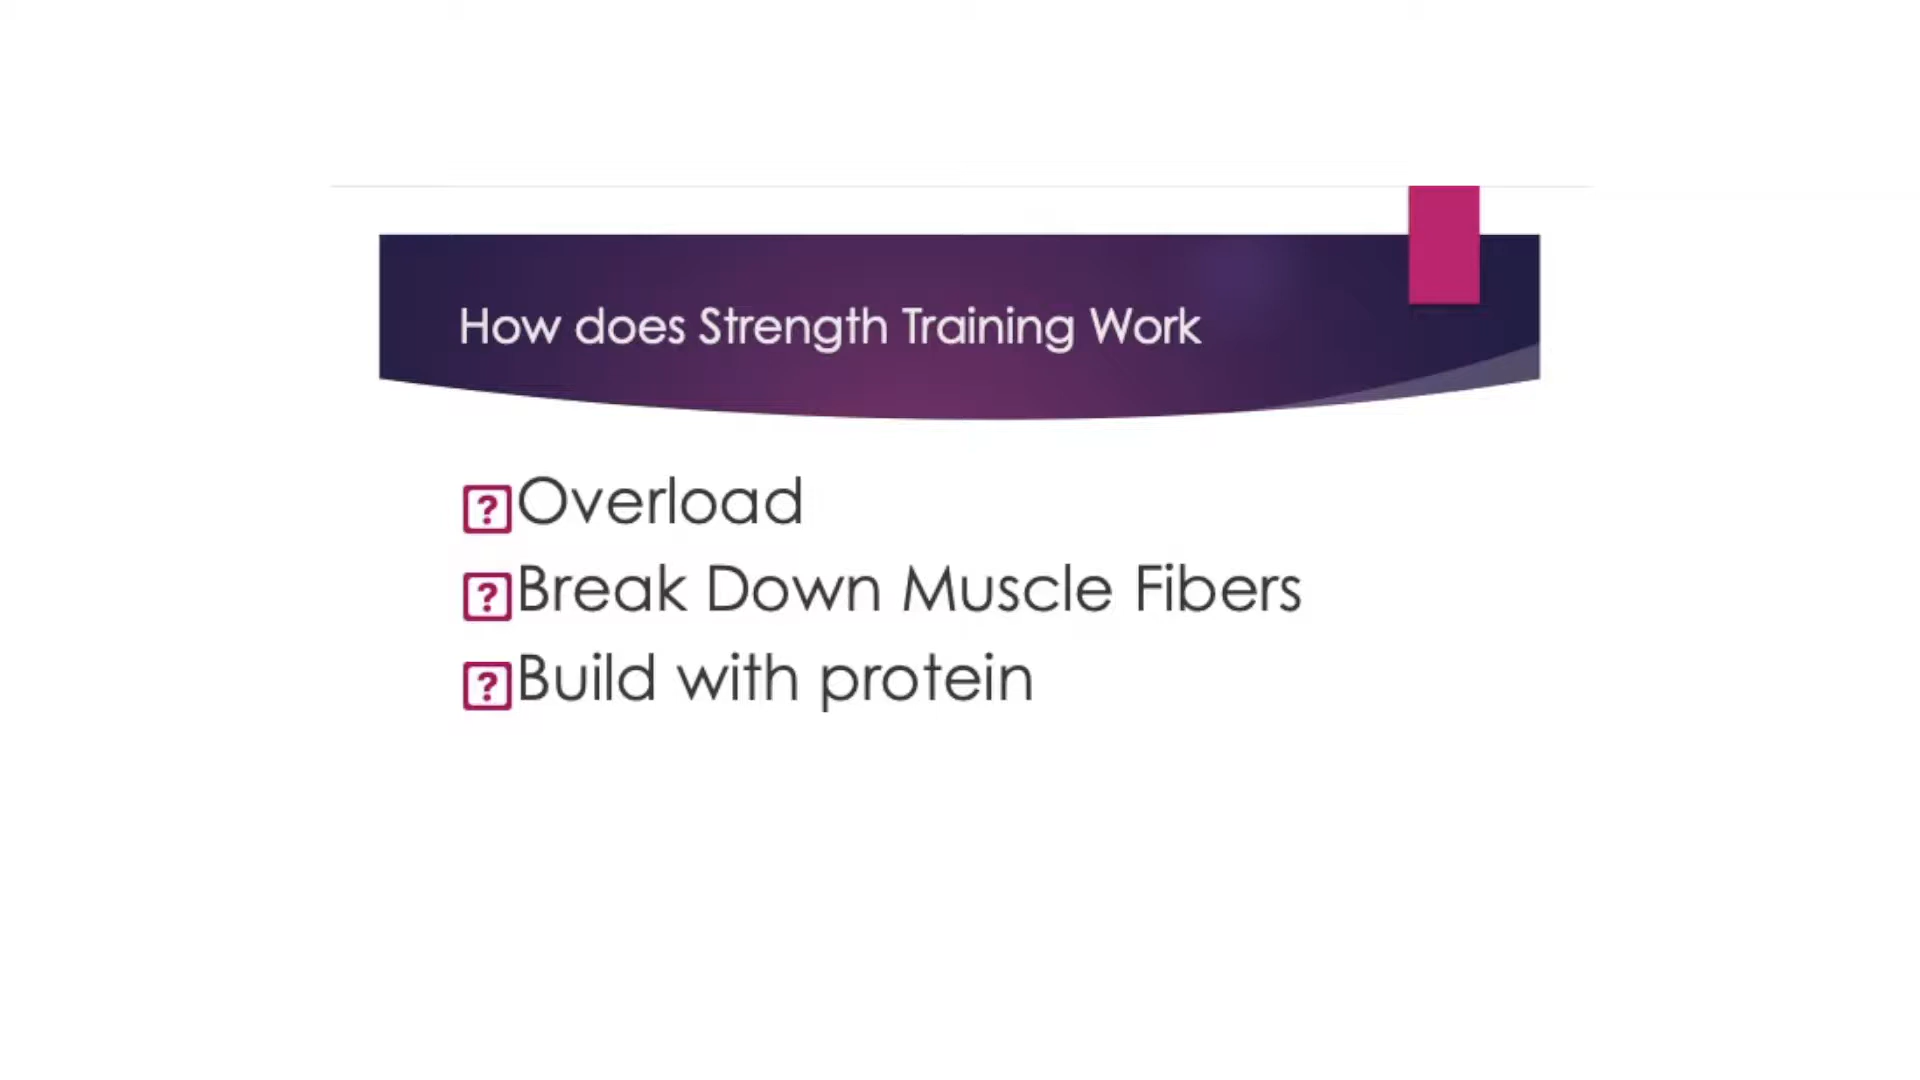 How does Strength Training Work
Overload
Break Down Muscle Fibers
Build with protein